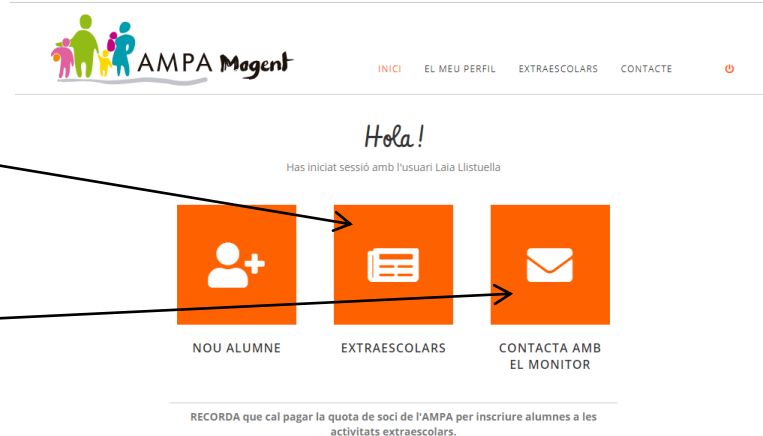 AMPA Mogent
INICI EL MEU PERFIL EXTRAESCOLARS CONTACTE
Hola!
Has iniciat sessió amb l'usuari Laia Llistuella
NOU ALUMNE
EXTRAESCOLARS
CONTACTA AMB
EL MONITOR
RECORDA que cal pagar la quota de soci de l'AMPA per inscriure alumnes a les
activitats extraescolars.